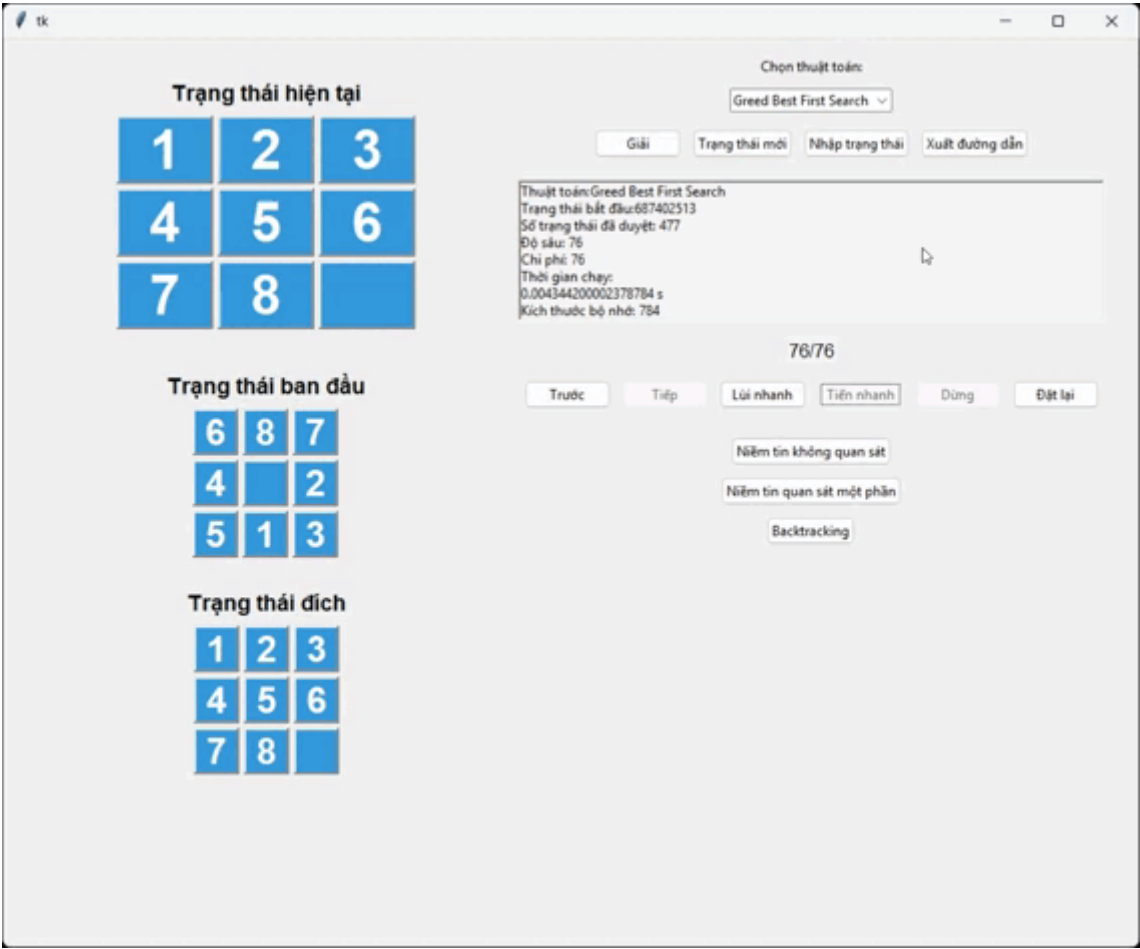 tk
Trạng thái hiện tại
1 2 3
4 5 6
7 8
Trạng thái ban đầu
6 8 7
4 2
5 1 3
Trạng thái đích
1 2 3
4 5 6
7 8
Chọn thuật toán:
Greed Best First Search
Giải Trạng thái mới Nhập trạng thái Xuất đường dẫn
Thuật toán:Greed Best First Search
Trạng thái bắt đầu:687402513
Số trạng thái đã duyệt: 477
Độ sâu: 76
Chi phí: 76
Thời gian chạy:
0.004344200002378784 s
Kích thước bộ nhớ: 784
76/76
Trước Tiếp Lùi nhanh Tiến nhanh Dừng Đặt lại
Niềm tin không quan sát
Niềm tin quan sát một phần
Backtracking